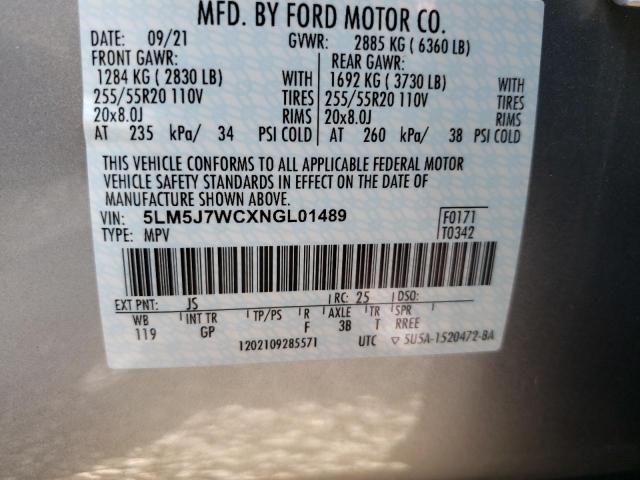 MFD. BY FORD MOTOR CO.
DATE: 09/21 GVWR: 2885 KG ( 6360 LB)
FRONT GAWR: REAR GAWR:
1284 KG ( 2830 LB) WITH 1692 KG ( 3730 LB) WITH
255/55R20 110V TIRES 255/55R20 110V TIRES
20x8.0J RIMS 20x8.0J RIMS
AT 235 kPa/ 34 PSI COLD AT 260 kPa/ 38 PSI COLD
THIS VEHICLE CONFORMS TO ALL APPLICABLE FEDERAL MOTOR
VEHICLE SAFETY STANDARDS IN EFFECT ON THE DATE OF
MANUFACTURE SHOWN ABOVE.
VIN: 5LM5J7WCXNGL01489 F0171
TYPE: MPV T0342
EXT PNT: JS RC: 25 DSO:
WB INT TR TP/PS R AXLE TR SPR
119 GP F 3B T RREE
1202109285571 UTC ▽ 5U5A-1520472-BA